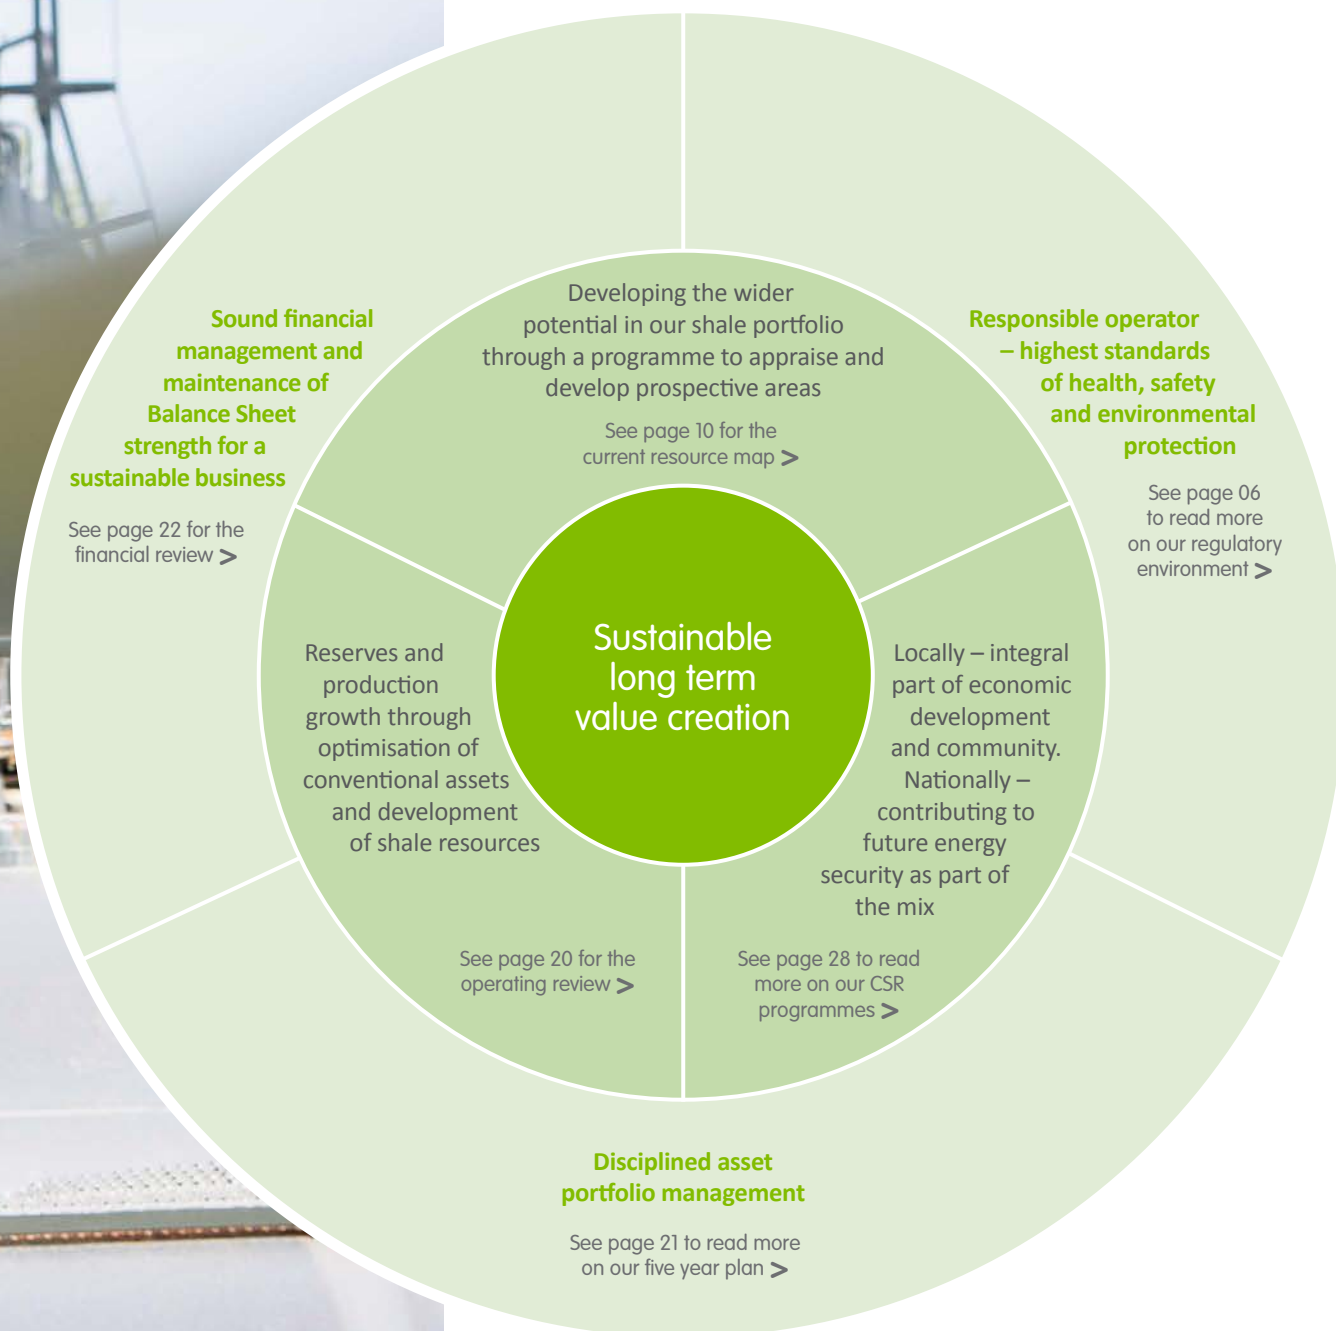 Developing the wider
potential in our shale portfolio
through a programme to appraise and
develop prospective areas
See page 10 for the
current resource map >
Sound financial
management and
maintenance of
Balance Sheet
strength for a
sustainable business
See page 22 for the
financial review >
Responsible operator
– highest standards
of health, safety
and environmental
protection
See page 06
to read more
on our regulatory
environment >
Sustainable
long term
value creation
Reserves and
production
growth through
optimisation of
conventional assets
and development
of shale resources
See page 20 for the
operating review >
Locally – integral
part of economic
development
and community.
Nationally –
contributing to
future energy
security as part of
the mix
See page 28 to read
more on our CSR
programmes >
Disciplined asset
portfolio management
See page 21 to read more
on our five year plan >